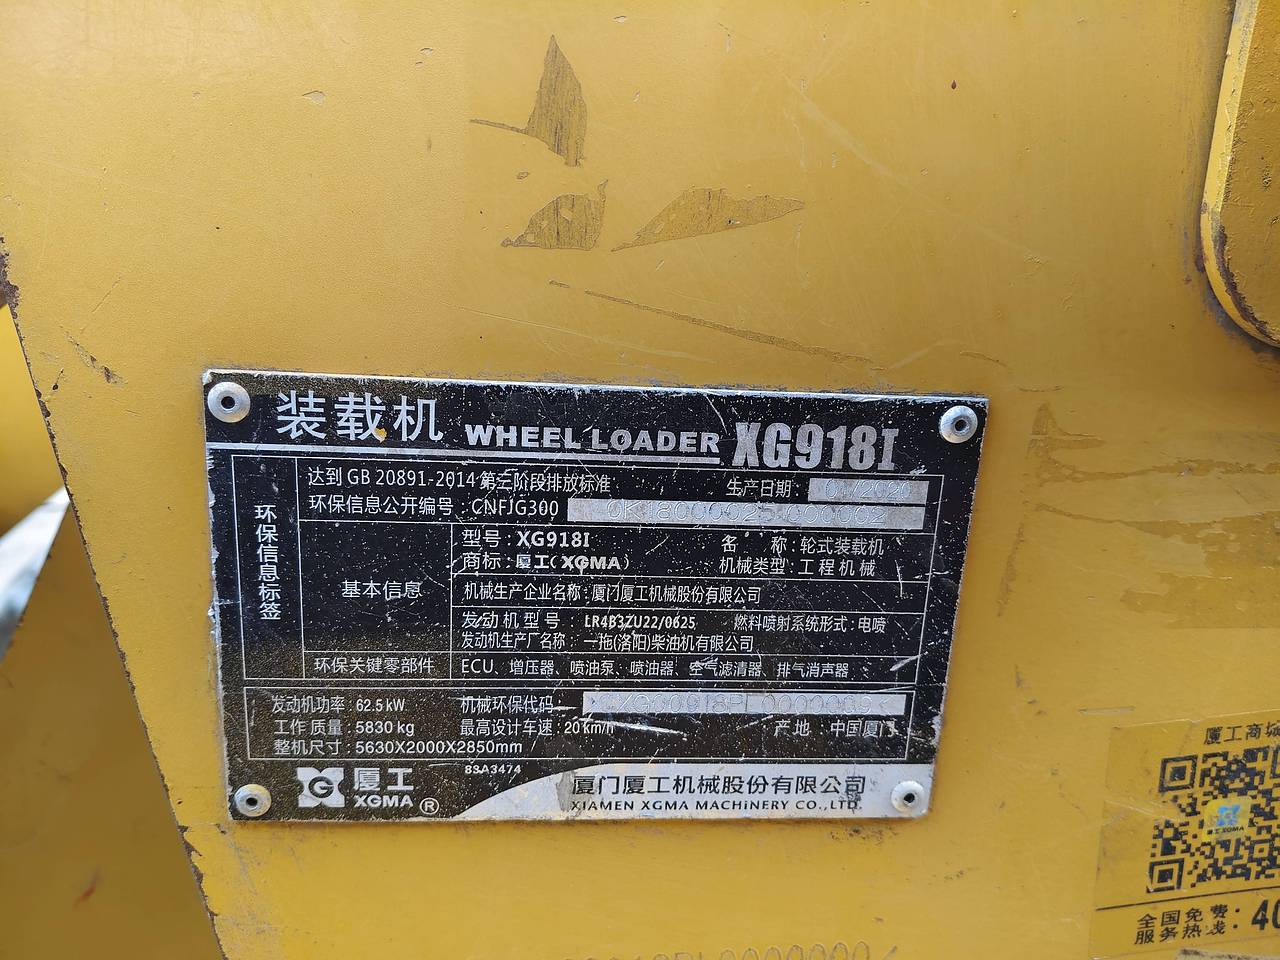 装载机 WHEEL LOADER XG918I
达到 GB 20891-2014 第三阶段排放标准 生产日期: 01/2020
环保信息公开编号: CNFJG300
环保信息标签
基本信息
型号: XG918I 名 称: 轮式装载机
商标: 厦工(XGMA) 机械类型: 工程机械
机械生产企业名称: 厦门厦工机械股份有限公司
发动机型号: LR4B3ZU22/0625 燃料喷射系统形式: 电喷
发动机生产厂名称: 一拖(洛阳)柴油机有限公司
环保关键零部件 ECU、增压器、喷油泵、喷油器、空气滤清器、排气消声器
发动机功率: 62.5kW 机械环保代码:
工作质量: 5830kg 最高设计车速: 20km/h 产地: 中国厦门
整机尺寸: 5630X2000X2850mm
83A3474
XG 厦工 XGMA ®
厦门厦工机械股份有限公司
XIAMEN XGMA MACHINERY CO.,LTD.
厦工商城
厦工 XGMA
全国免费
服务热线: 40